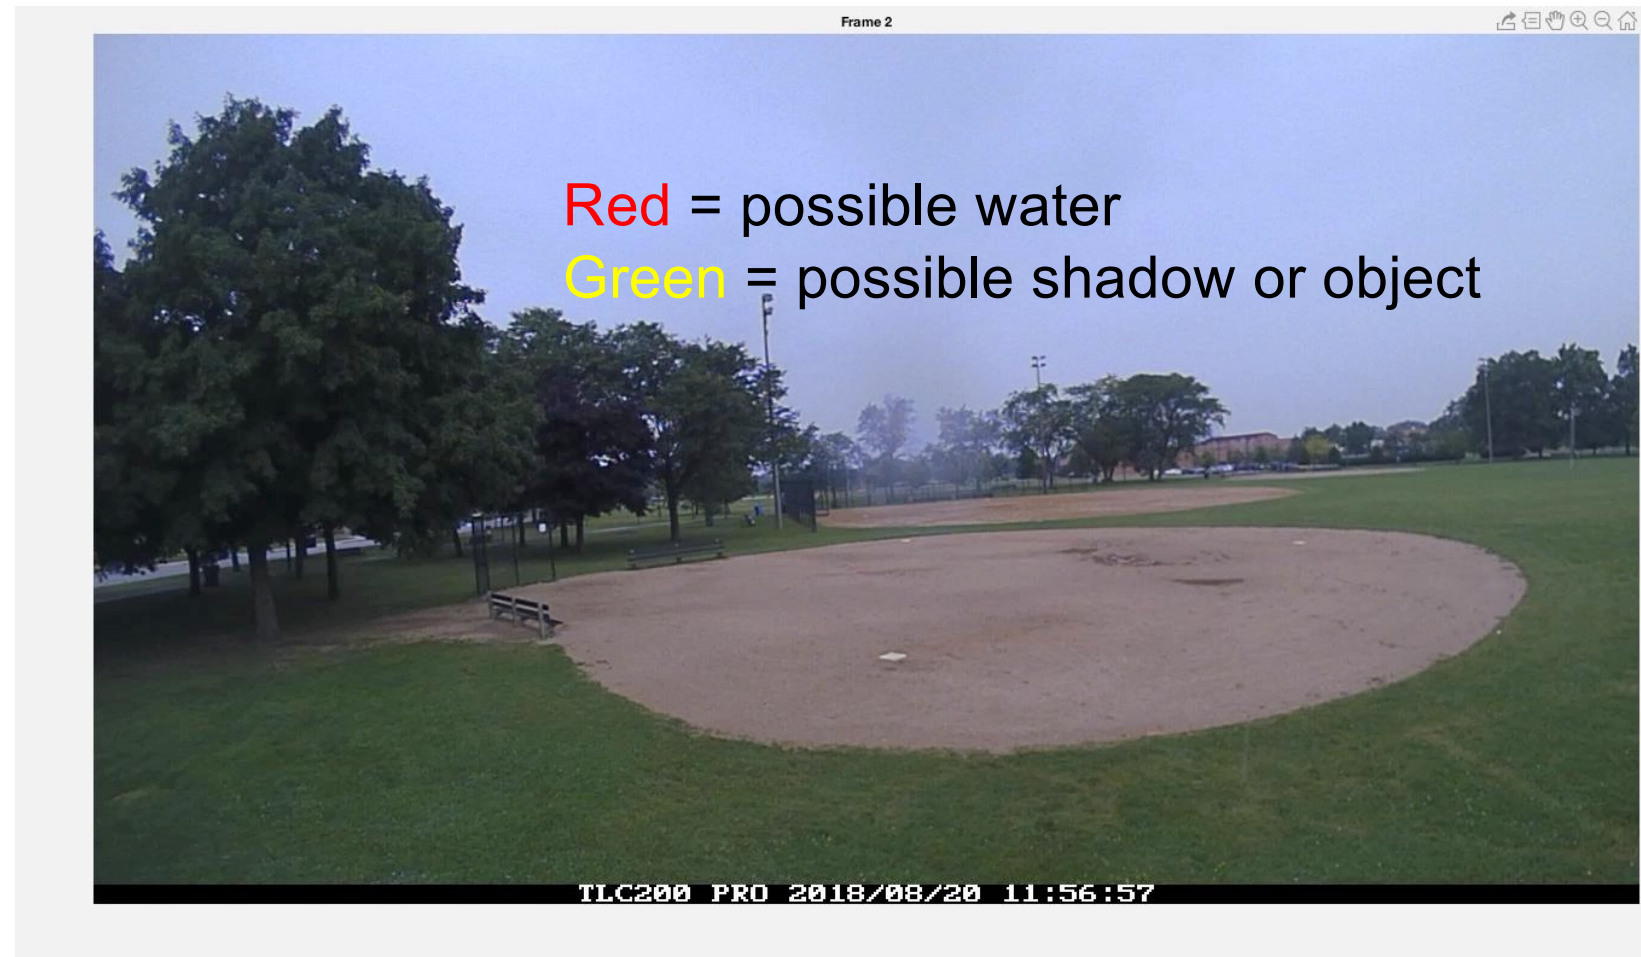 Frame 2
Red = possible water
Green = possible shadow or object
TLC200 PRO 2018/08/20 11:56:57